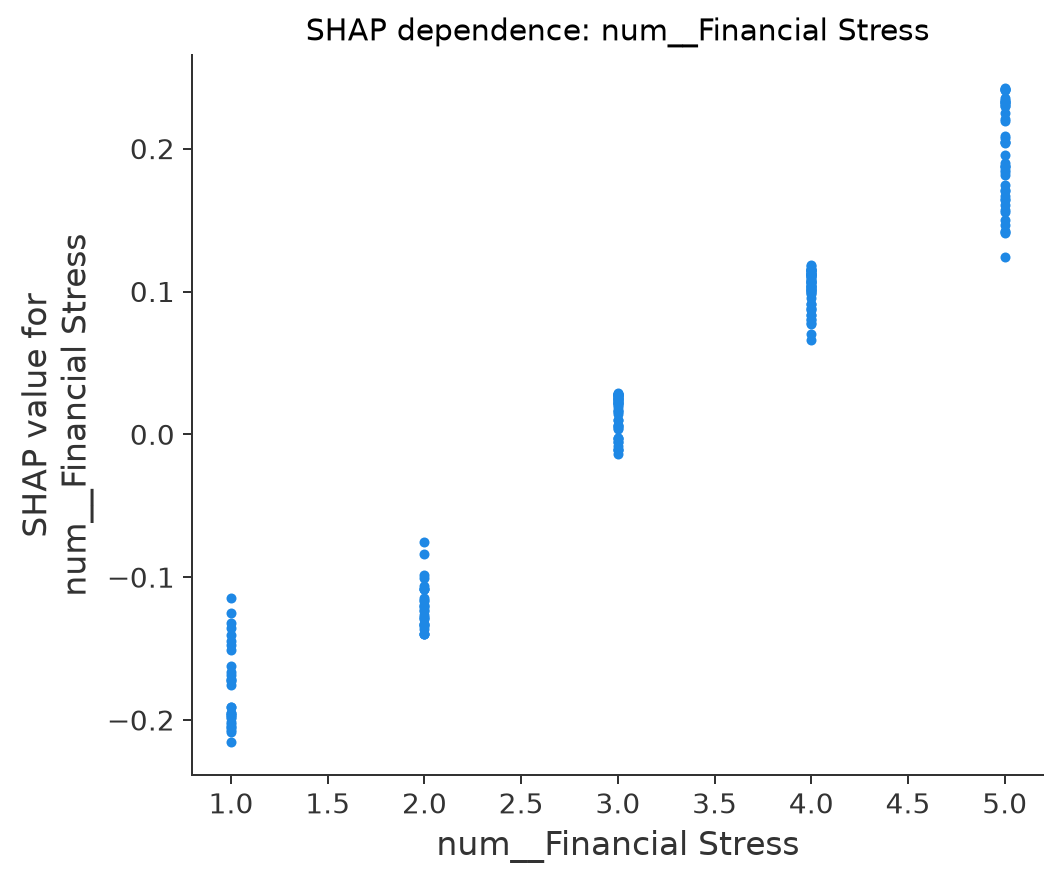 SHAP dependence: num__Financial Stress
0.2
0.1
0.0
−0.1
−0.2
SHAP value for
num__Financial Stress
1.0 1.5 2.0 2.5 3.0 3.5 4.0 4.5 5.0
num__Financial Stress